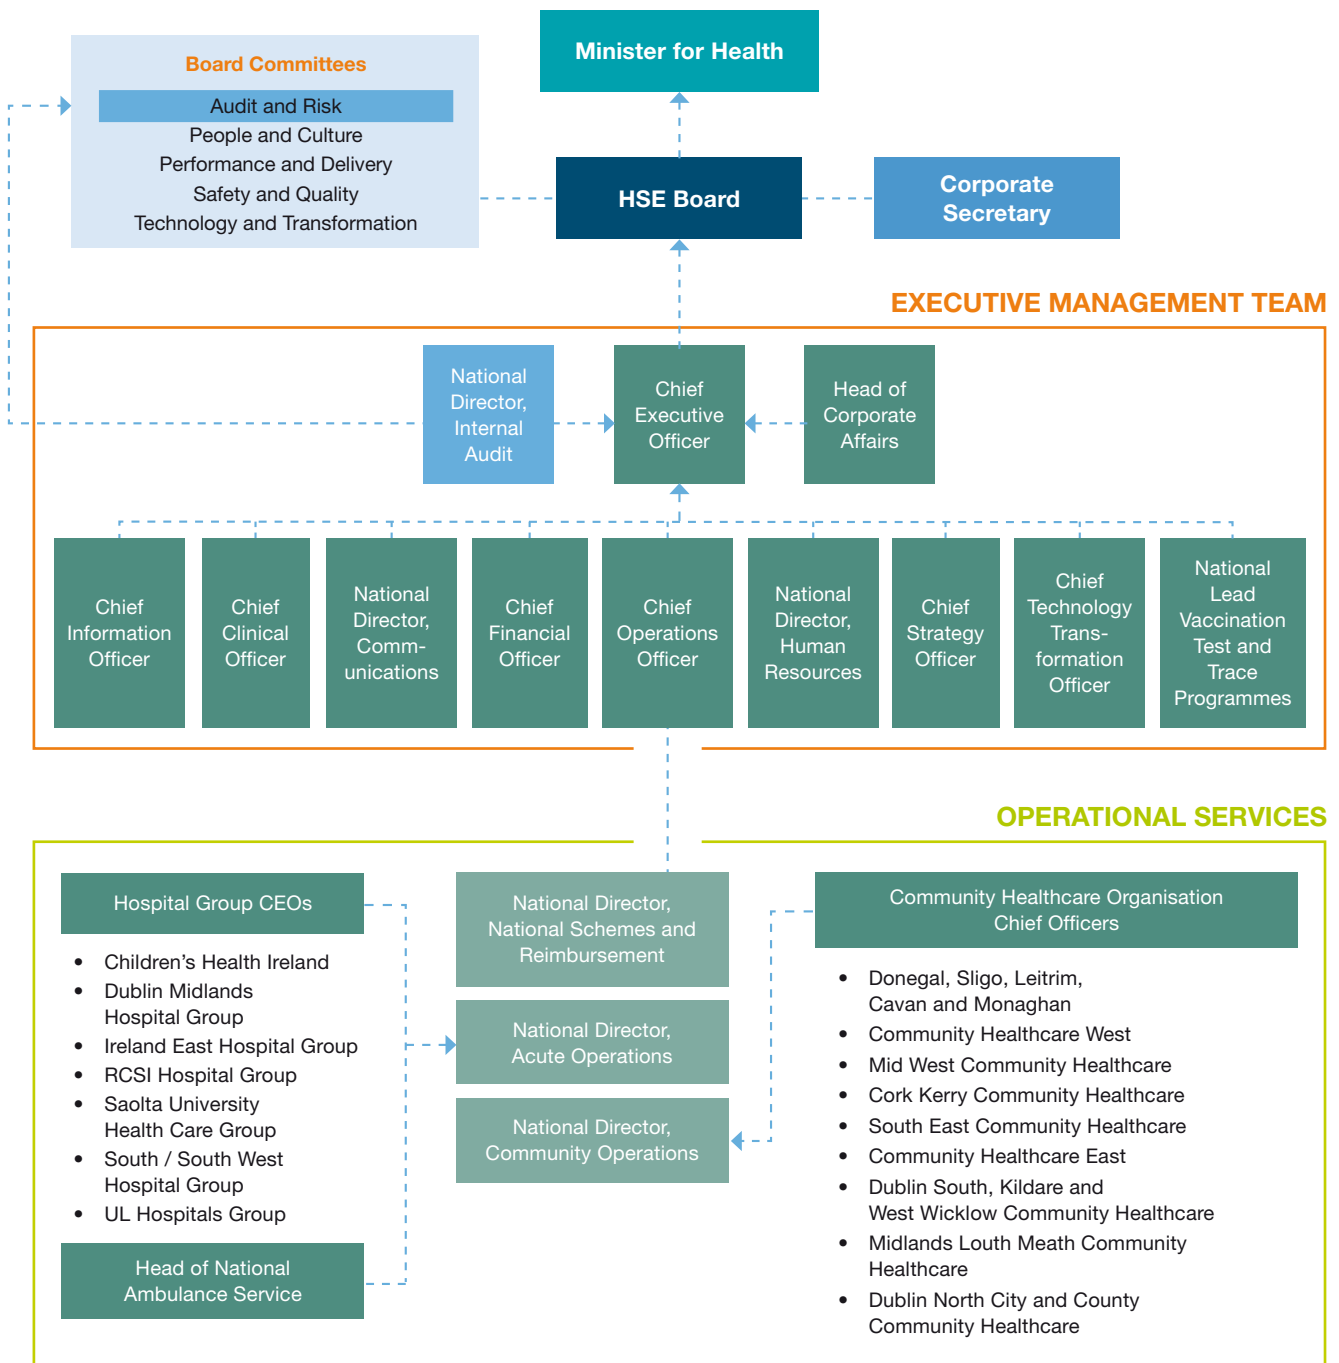 Minister for Health
Board Committees
Audit and Risk
People and Culture
Performance and Delivery
Safety and Quality
Technology and Transformation
HSE Board
Corporate
Secretary
EXECUTIVE MANAGEMENT TEAM
National
Director,
Internal
Audit
Chief
Executive
Officer
Head of
Corporate
Affairs
Chief
Information
Officer
Chief
Clinical
Officer
National
Director,
Comm-
unications
Chief
Financial
Officer
Chief
Operations
Officer
National
Director,
Human
Resources
Chief
Strategy
Officer
Chief
Technology
Trans-
formation
Officer
National
Lead
Vaccination
Test and
Trace
Programmes
OPERATIONAL SERVICES
Hospital Group CEOs
• Children's Health Ireland
• Dublin Midlands
Hospital Group
• Ireland East Hospital Group
• RCSI Hospital Group
• Saolta University
Health Care Group
• South / South West
Hospital Group
• UL Hospitals Group
Head of National
Ambulance Service
National Director,
National Schemes and
Reimbursement
National Director,
Acute Operations
National Director,
Community Operations
Community Healthcare Organisation
Chief Officers
• Donegal, Sligo, Leitrim,
Cavan and Monaghan
• Community Healthcare West
• Mid West Community Healthcare
• Cork Kerry Community Healthcare
• South East Community Healthcare
• Community Healthcare East
• Dublin South, Kildare and
West Wicklow Community Healthcare
• Midlands Louth Meath Community
Healthcare
• Dublin North City and County
Community Healthcare